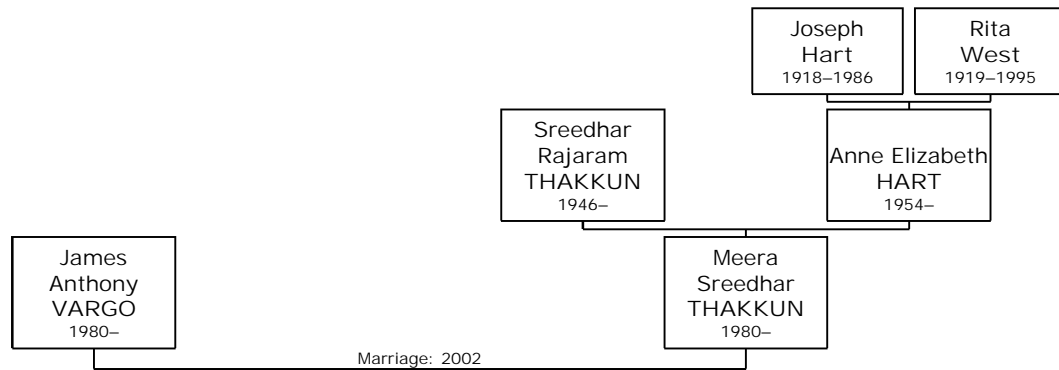 Joseph
Hart
1918–1986
Rita
West
1919–1995
Sreedhar
Rajaram
THAKKUN
1946–
Anne Elizabeth
HART
1954–
James
Anthony
VARGO
1980–
Meera
Sreedhar
THAKKUN
1980–
Marriage: 2002